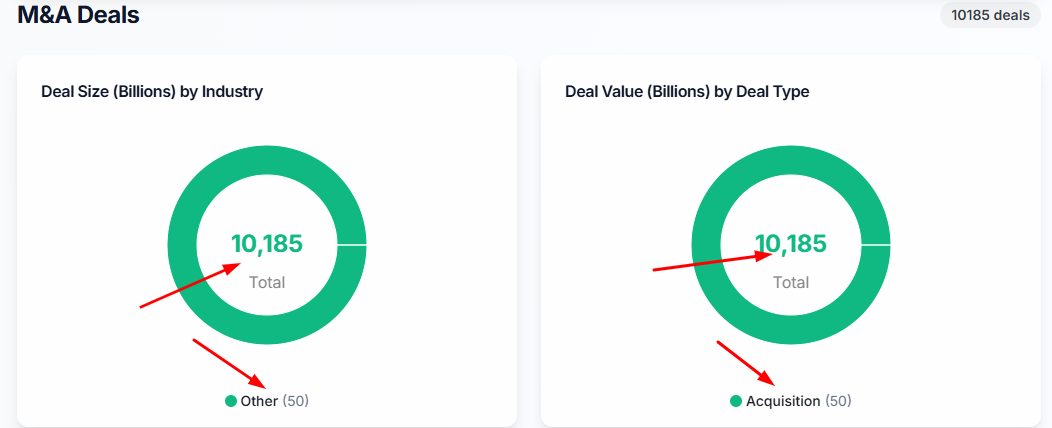 M&A Deals
10185 deals
Deal Size (Billions) by Industry
10,185
Total
Other (50)
Deal Value (Billions) by Deal Type
10,185
Total
Acquisition (50)